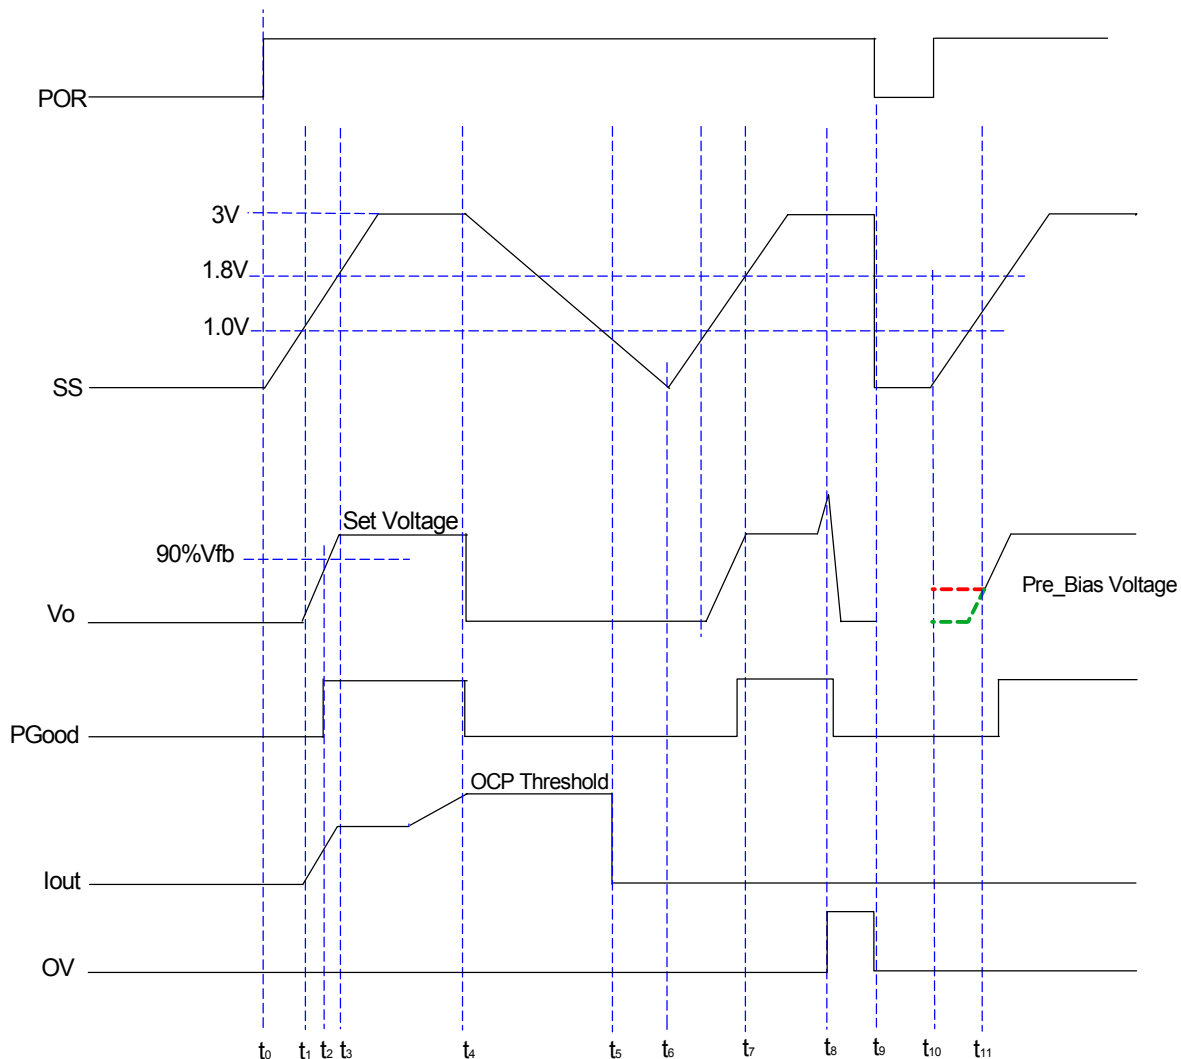 POR
3V
1.8V
1.0V
SS
Set Voltage
90%Vfb
Pre_Bias Voltage
Vo
PGood
OCP Threshold
Iout
OV
t0 t1 t2 t3 t4 t5 t6 t7 t8 t9 t10 t11